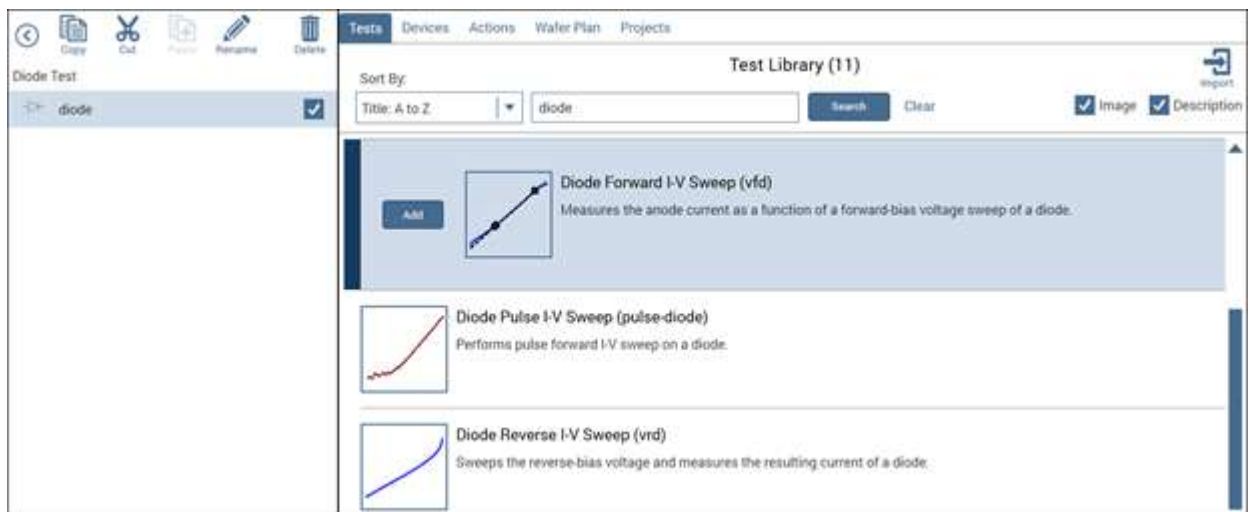 Copy Cut Paste Rename Delete
Diode Test
diode
Tests Devices Actions Wafer Plan Projects
Test Library (11)
Import
Sort By:
Title: A to Z diode Search Clear Image Description
Add
Diode Forward I-V Sweep (vfd)
Measures the anode current as a function of a forward-bias voltage sweep of a diode.
Diode Pulse I-V Sweep (pulse-diode)
Performs pulse forward I-V sweep on a diode.
Diode Reverse I-V Sweep (vrd)
Sweeps the reverse-bias voltage and measures the resulting current of a diode.